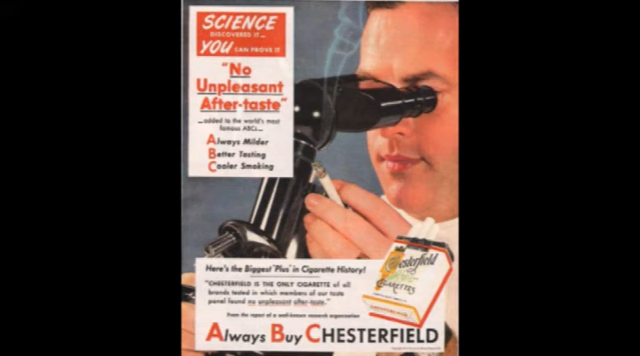 SCIENCE
DISCOVERED IT...
YOU CAN PROVE IT
"No
Unpleasant
After-taste"
...added to the world's most
famous ABCs...
Always Milder
Better Tasting
Cooler Smoking
Here's the Biggest "Plus" in Cigarette History!
"CHESTERFIELD IS THE ONLY CIGARETTE of all
brands tested in which members of our taste
panel found no unpleasant after-taste."
From the report of a well-known research organization
Chesterfield
CIGARETTES
CHESTERFIELD
Always Buy CHESTERFIELD